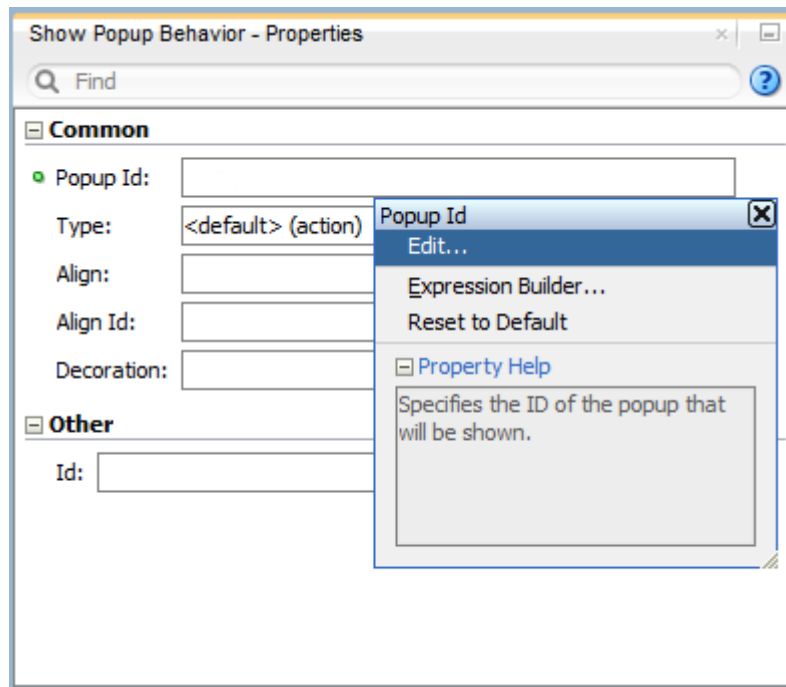 Show Popup Behavior - Properties
Find
?
Common
Popup Id:
Type: <default> (action)
Align:
Align Id:
Decoration:
Other
Id:
Popup Id
Edit...
Expression Builder...
Reset to Default
Property Help
Specifies the ID of the popup that
will be shown.